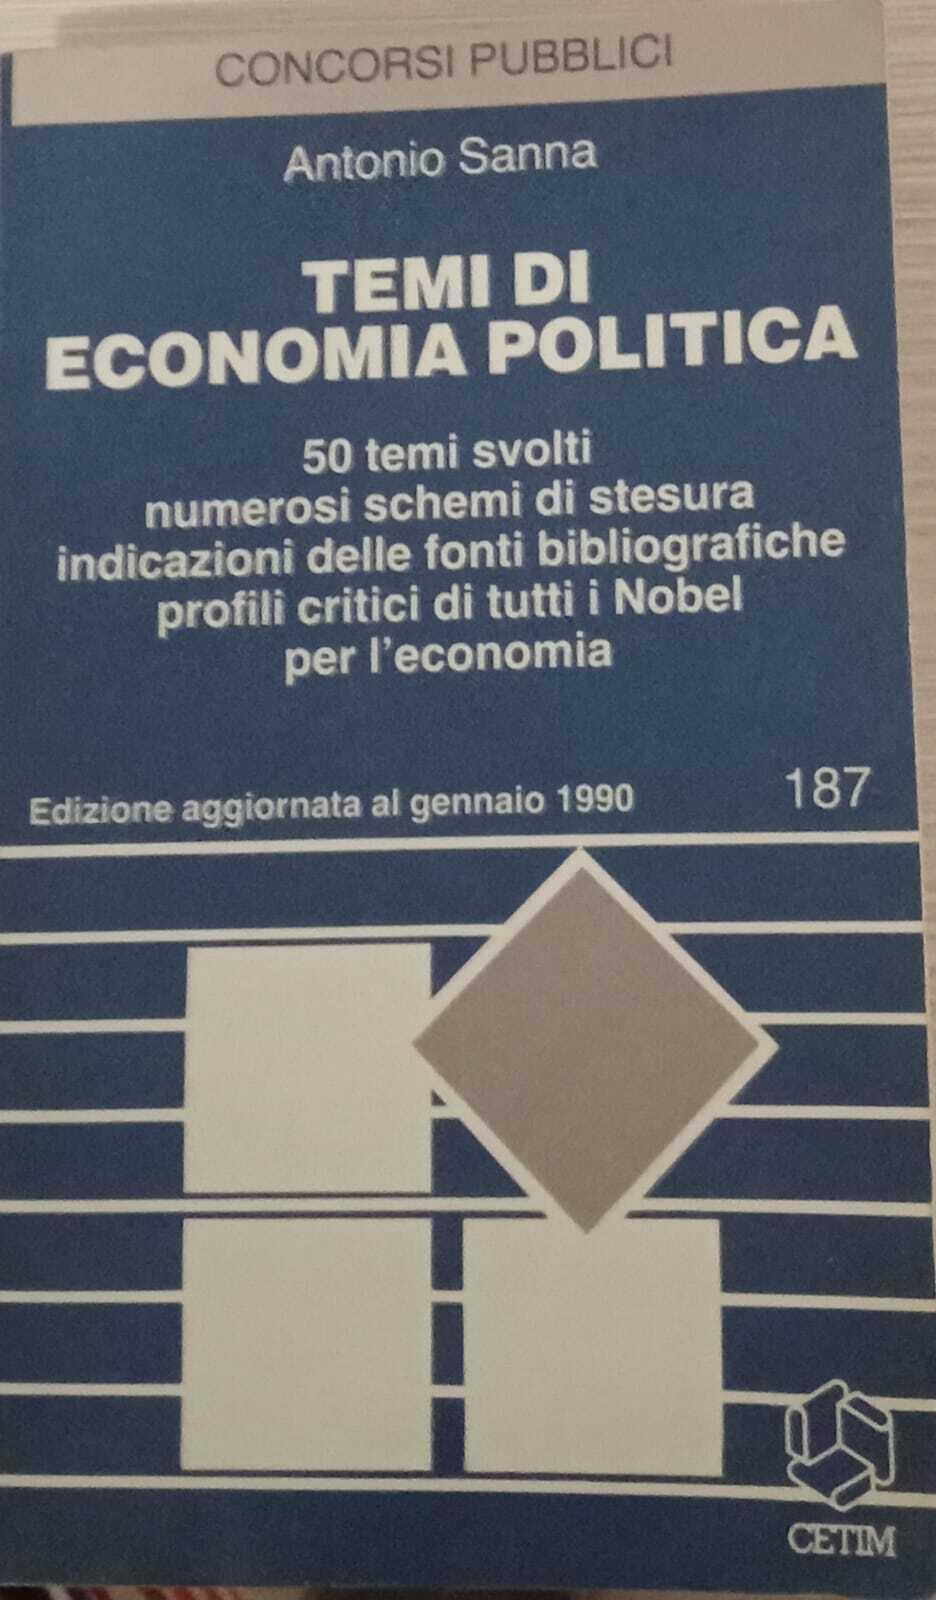 CONCORSI PUBBLICI
Antonio Sanna
TEMI DI
ECONOMIA POLITICA
50 temi svolti
numerosi schemi di stesura
indicazioni delle fonti bibliografiche
profili critici di tutti i Nobel
per l'economia
Edizione aggiornata al gennaio 1990
187
CETIM